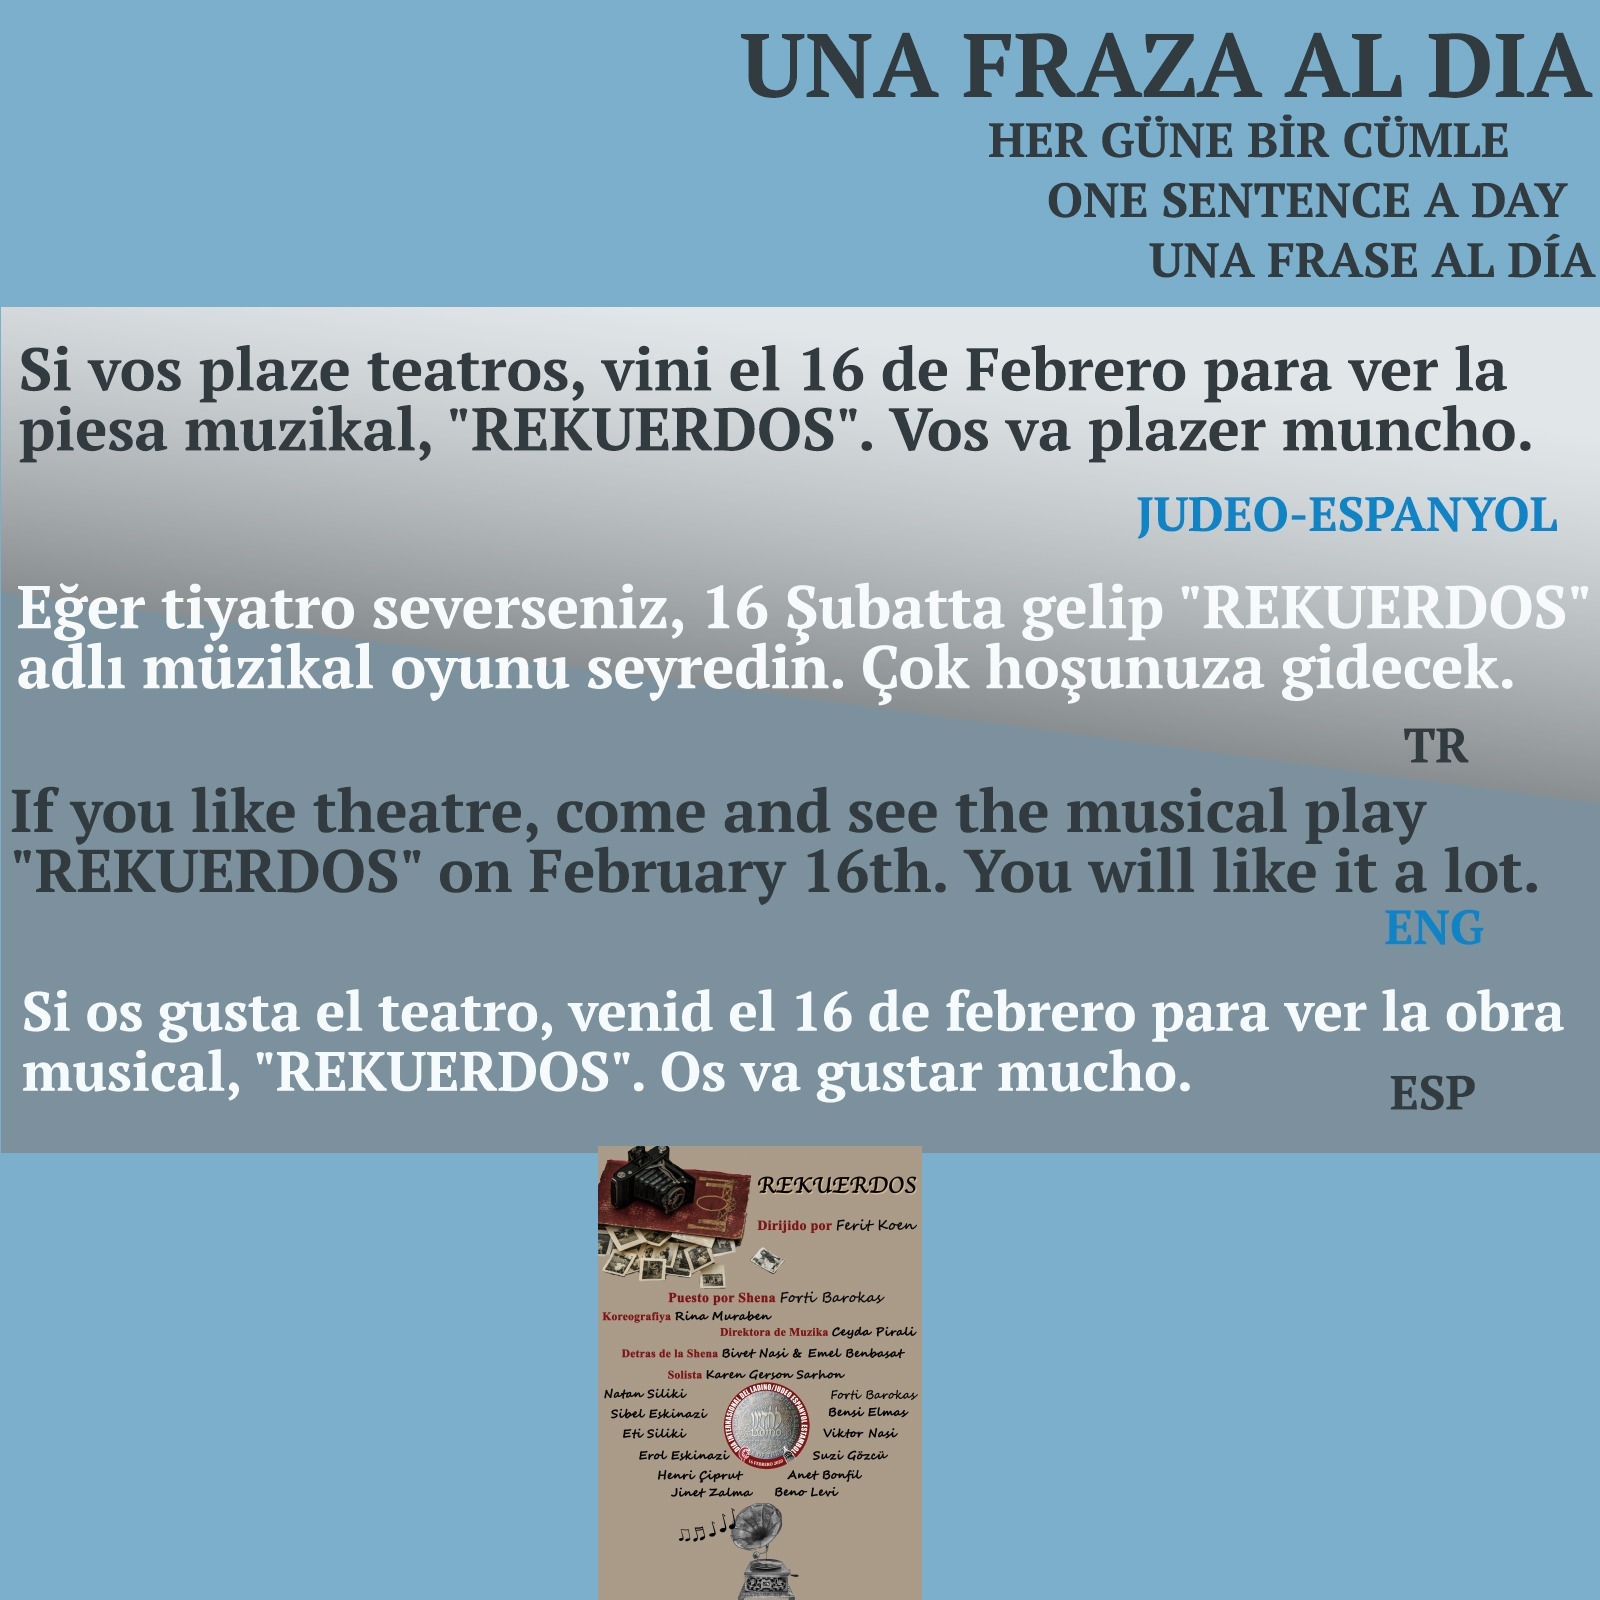 UNA FRAZA AL DIA
HER GÜNE BİR CÜMLE
ONE SENTENCE A DAY
UNA FRASE AL DÍA
Si vos plaze teatros, vini el 16 de Febrero para ver la
piesa muzikal, "REKUERDOS". Vos va plazer muncho.
JUDEO-ESPANYOL
Eğer tiyatro severseniz, 16 Şubatta gelip "REKUERDOS"
adlı müzikal oyunu seyredin. Çok hoşunuza gidecek.
TR
If you like theatre, come and see the musical play
"REKUERDOS" on February 16th. You will like it a lot.
ENG
Si os gusta el teatro, venid el 16 de febrero para ver la obra
musical, "REKUERDOS". Os va gustar mucho.
ESP
REKUERDOS
Dirijido por Ferit Koen
Puesto por Shena Forti Barokas
Koreografiya Rina Muraben
Direktora de Muzika Ceyda Pirali
Detras de la Shena Bivet Nasi & Emel Benbasat
Solista Karen Gerson Sarhon
Natan Siliki
Forti Barokas
Sibel Eskinazi
Bensi Elmas
Eti Siliki
Viktor Nasi
Erol Eskinazi
Suzi Gözcü
Henri Çiprut
Anet Bonfil
Jinet Zalma
Beno Levi
DIA INTERNASIONAL DEL LADINO/JUDEO ESPANYOL ESTAMBOL